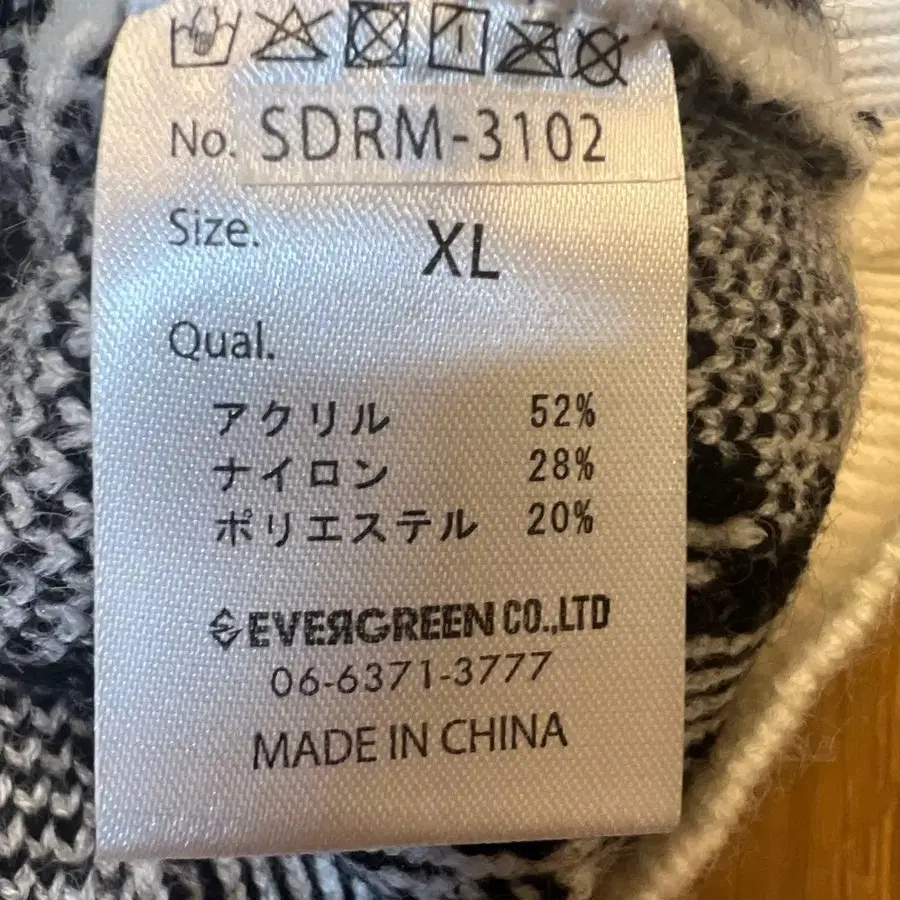 No. SDRM-3102
Size. XL
Qual.
アクリル 52%
ナイロン 28%
ポリエステル 20%
EVERGREEN CO.,LTD
06-6371-3777
MADE IN CHINA